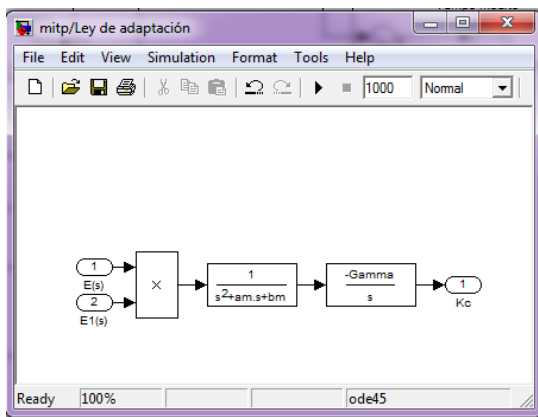 mitp/Ley de adaptación
File Edit View Simulation Format Tools Help
1000 Normal
1
E(s)
2
E1(s)
×
1
s2+am.s+bm
-Gamma
s
1
Kc
Ready 100% ode45